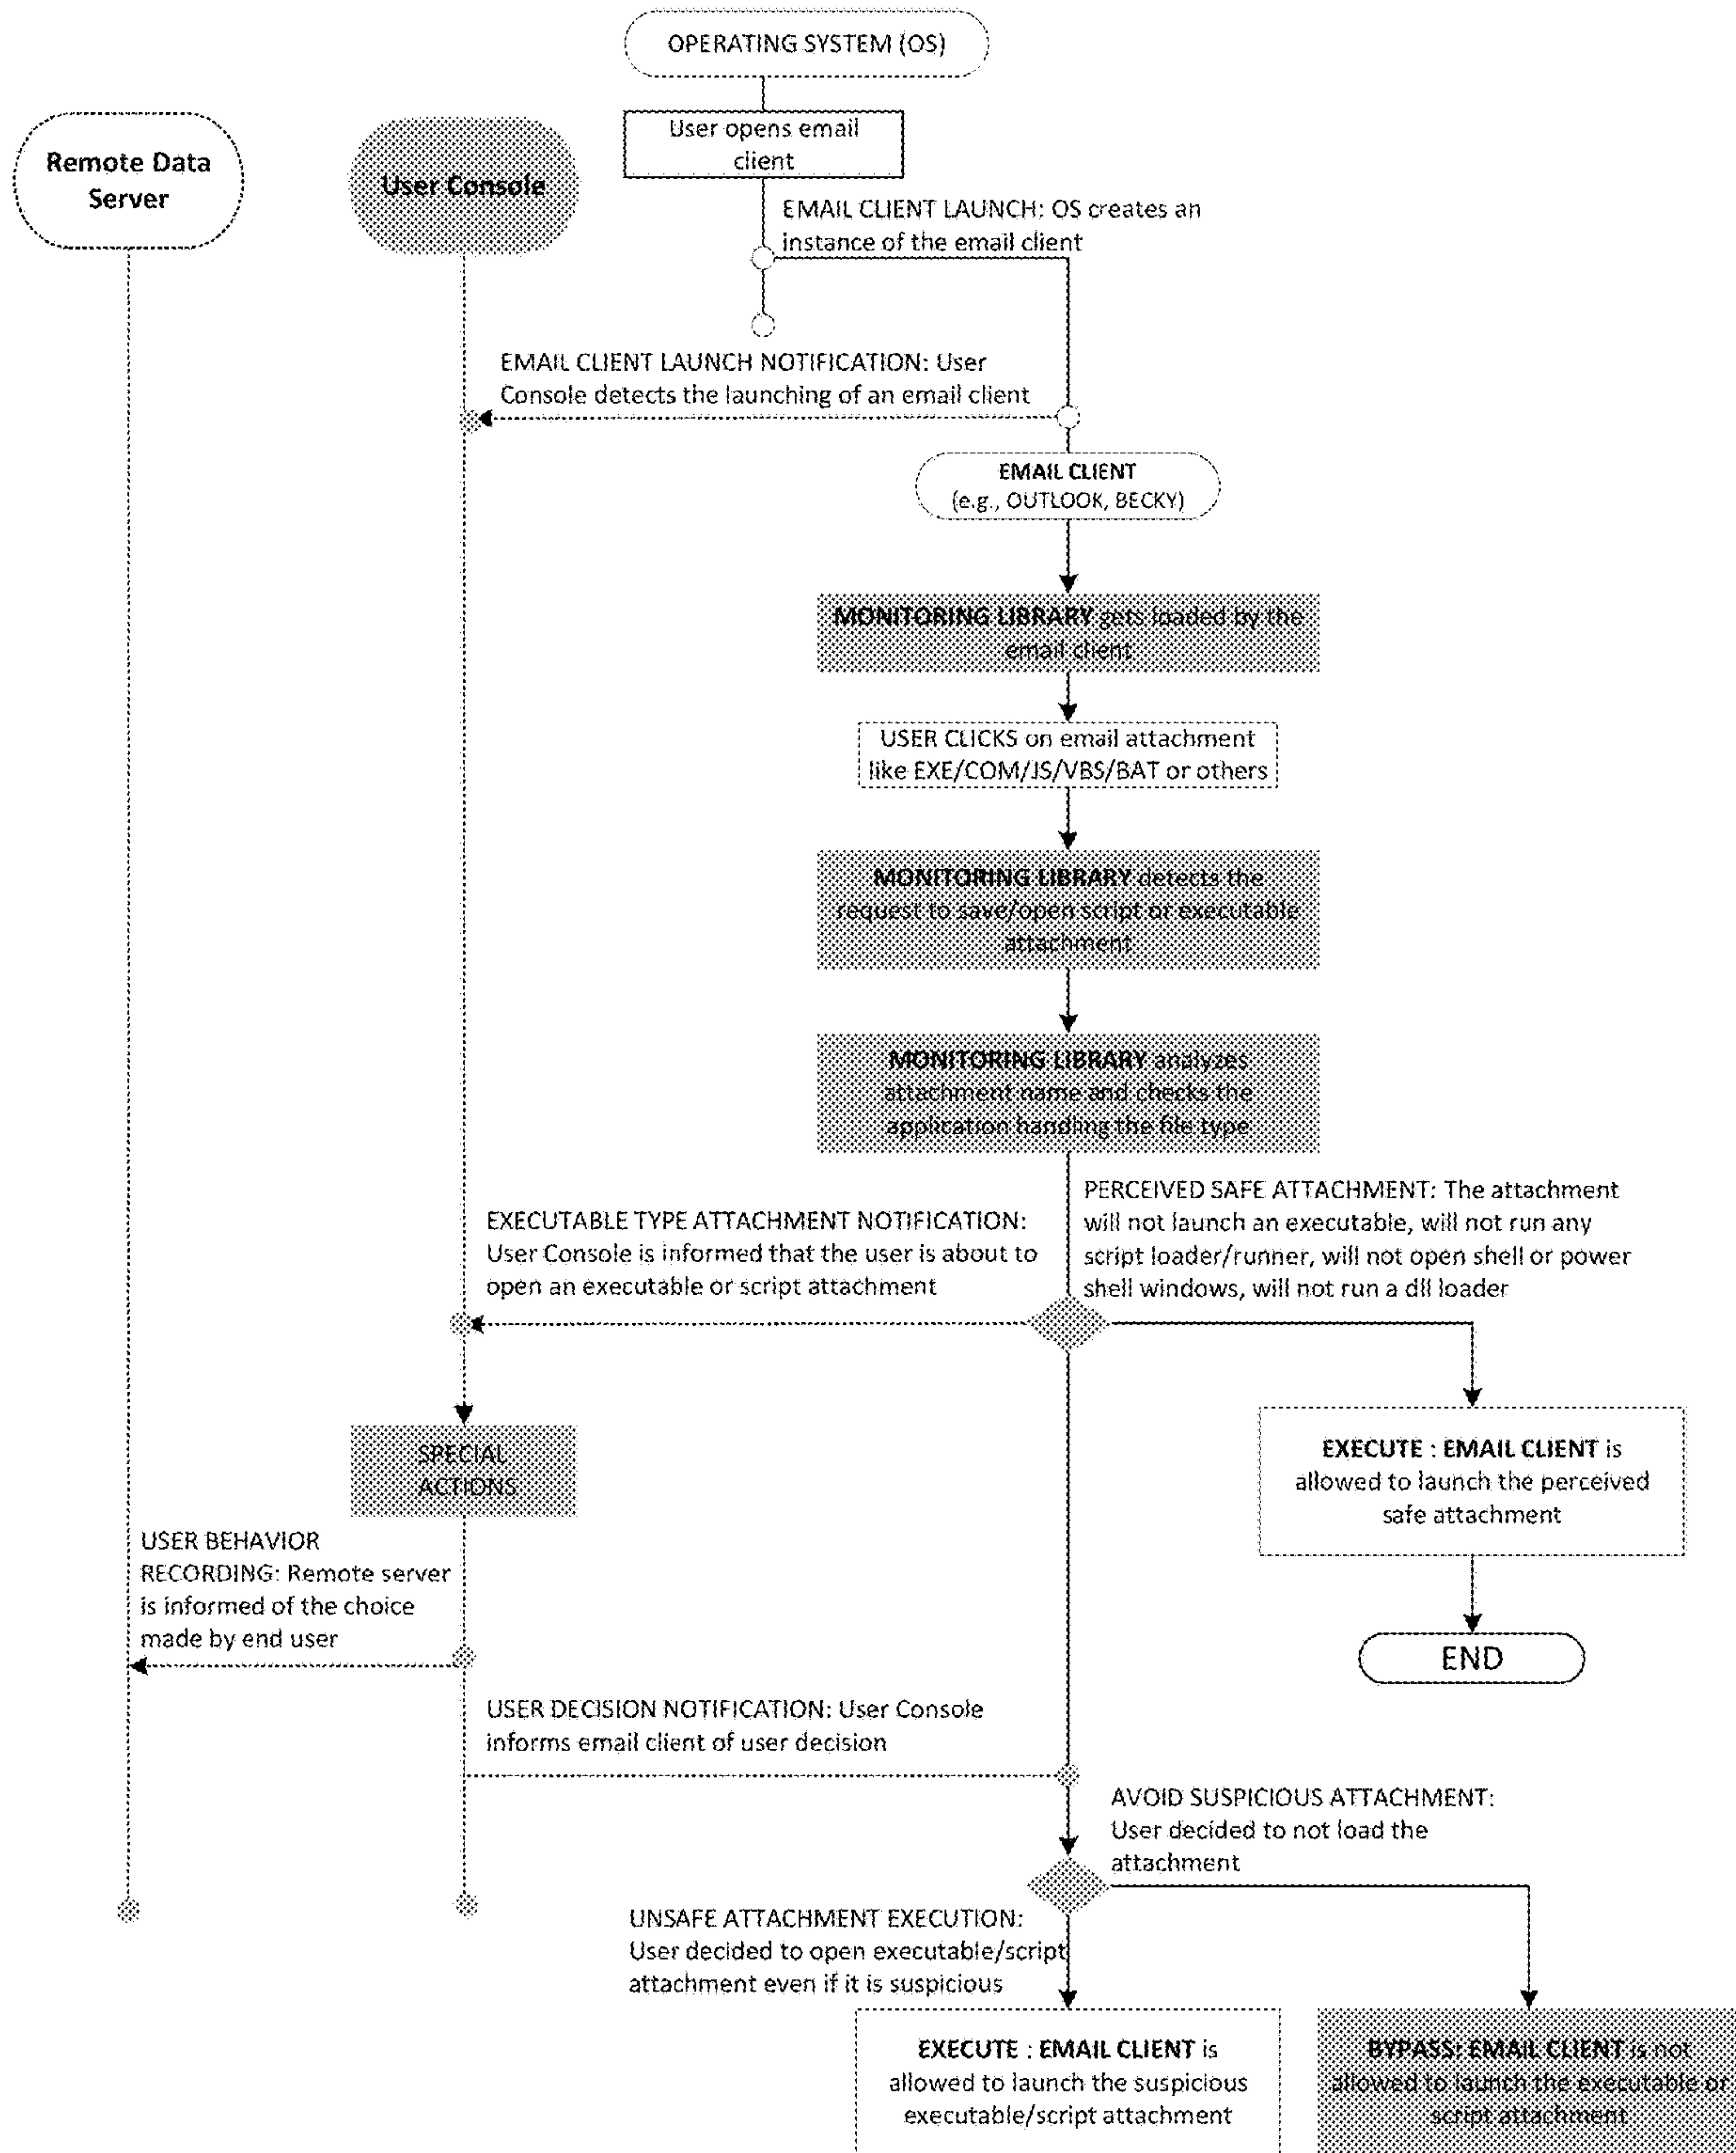 OPERATING SYSTEM (OS)
User opens email
client
Remote Data
Server
User Console
EMAIL CLIENT LAUNCH: OS creates an
instance of the email client
EMAIL CLIENT LAUNCH NOTIFICATION: User
Console detects the launching of an email client
EMAIL CLIENT
(e.g., OUTLOOK, BECKY)
MONITORING LIBRARY gets loaded by the
email client
USER CLICKS on email attachment
like EXE/COM/JS/VBS/BAT or others
MONITORING LIBRARY detects the
request to save/open script or executable
attachment
MONITORING LIBRARY analyzes
attachment name and checks the
application handling the file type
PERCEIVED SAFE ATTACHMENT: The attachment
will not launch an executable, will not run any
script loader/runner, will not open shell or power
shell windows, will not run a dll loader
EXECUTABLE TYPE ATTACHMENT NOTIFICATION:
User Console is informed that the user is about to
open an executable or script attachment
SPECIAL
ACTIONS
EXECUTE : EMAIL CLIENT is
allowed to launch the perceived
safe attachment
END
USER BEHAVIOR
RECORDING: Remote server
is informed of the choice
made by end user
USER DECISION NOTIFICATION: User Console
informs email client of user decision
AVOID SUSPICIOUS ATTACHMENT:
User decided to not load the
attachment
UNSAFE ATTACHMENT EXECUTION:
User decided to open executable/script
attachment even if it is suspicious
EXECUTE : EMAIL CLIENT is
allowed to launch the suspicious
executable/script attachment
BYPASS: EMAIL CLIENT is not
allowed to launch the executable or
script attachment